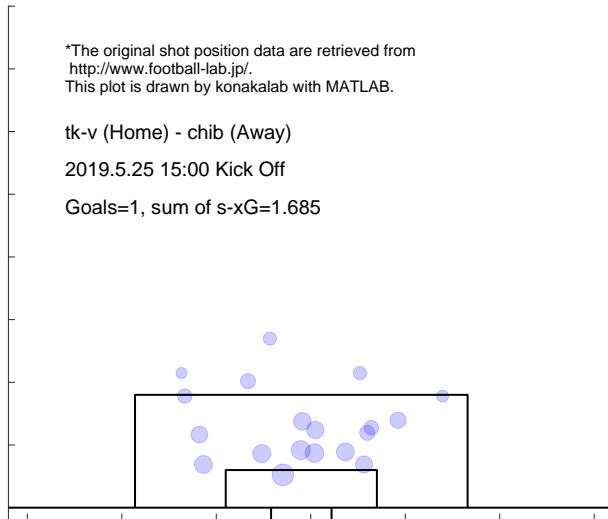 *The original shot position data are retrieved from
http://www.football-lab.jp/.
This plot is drawn by konakalab with MATLAB.
tk-v (Home) - chib (Away)
2019.5.25 15:00 Kick Off
Goals=1, sum of s-xG=1.685